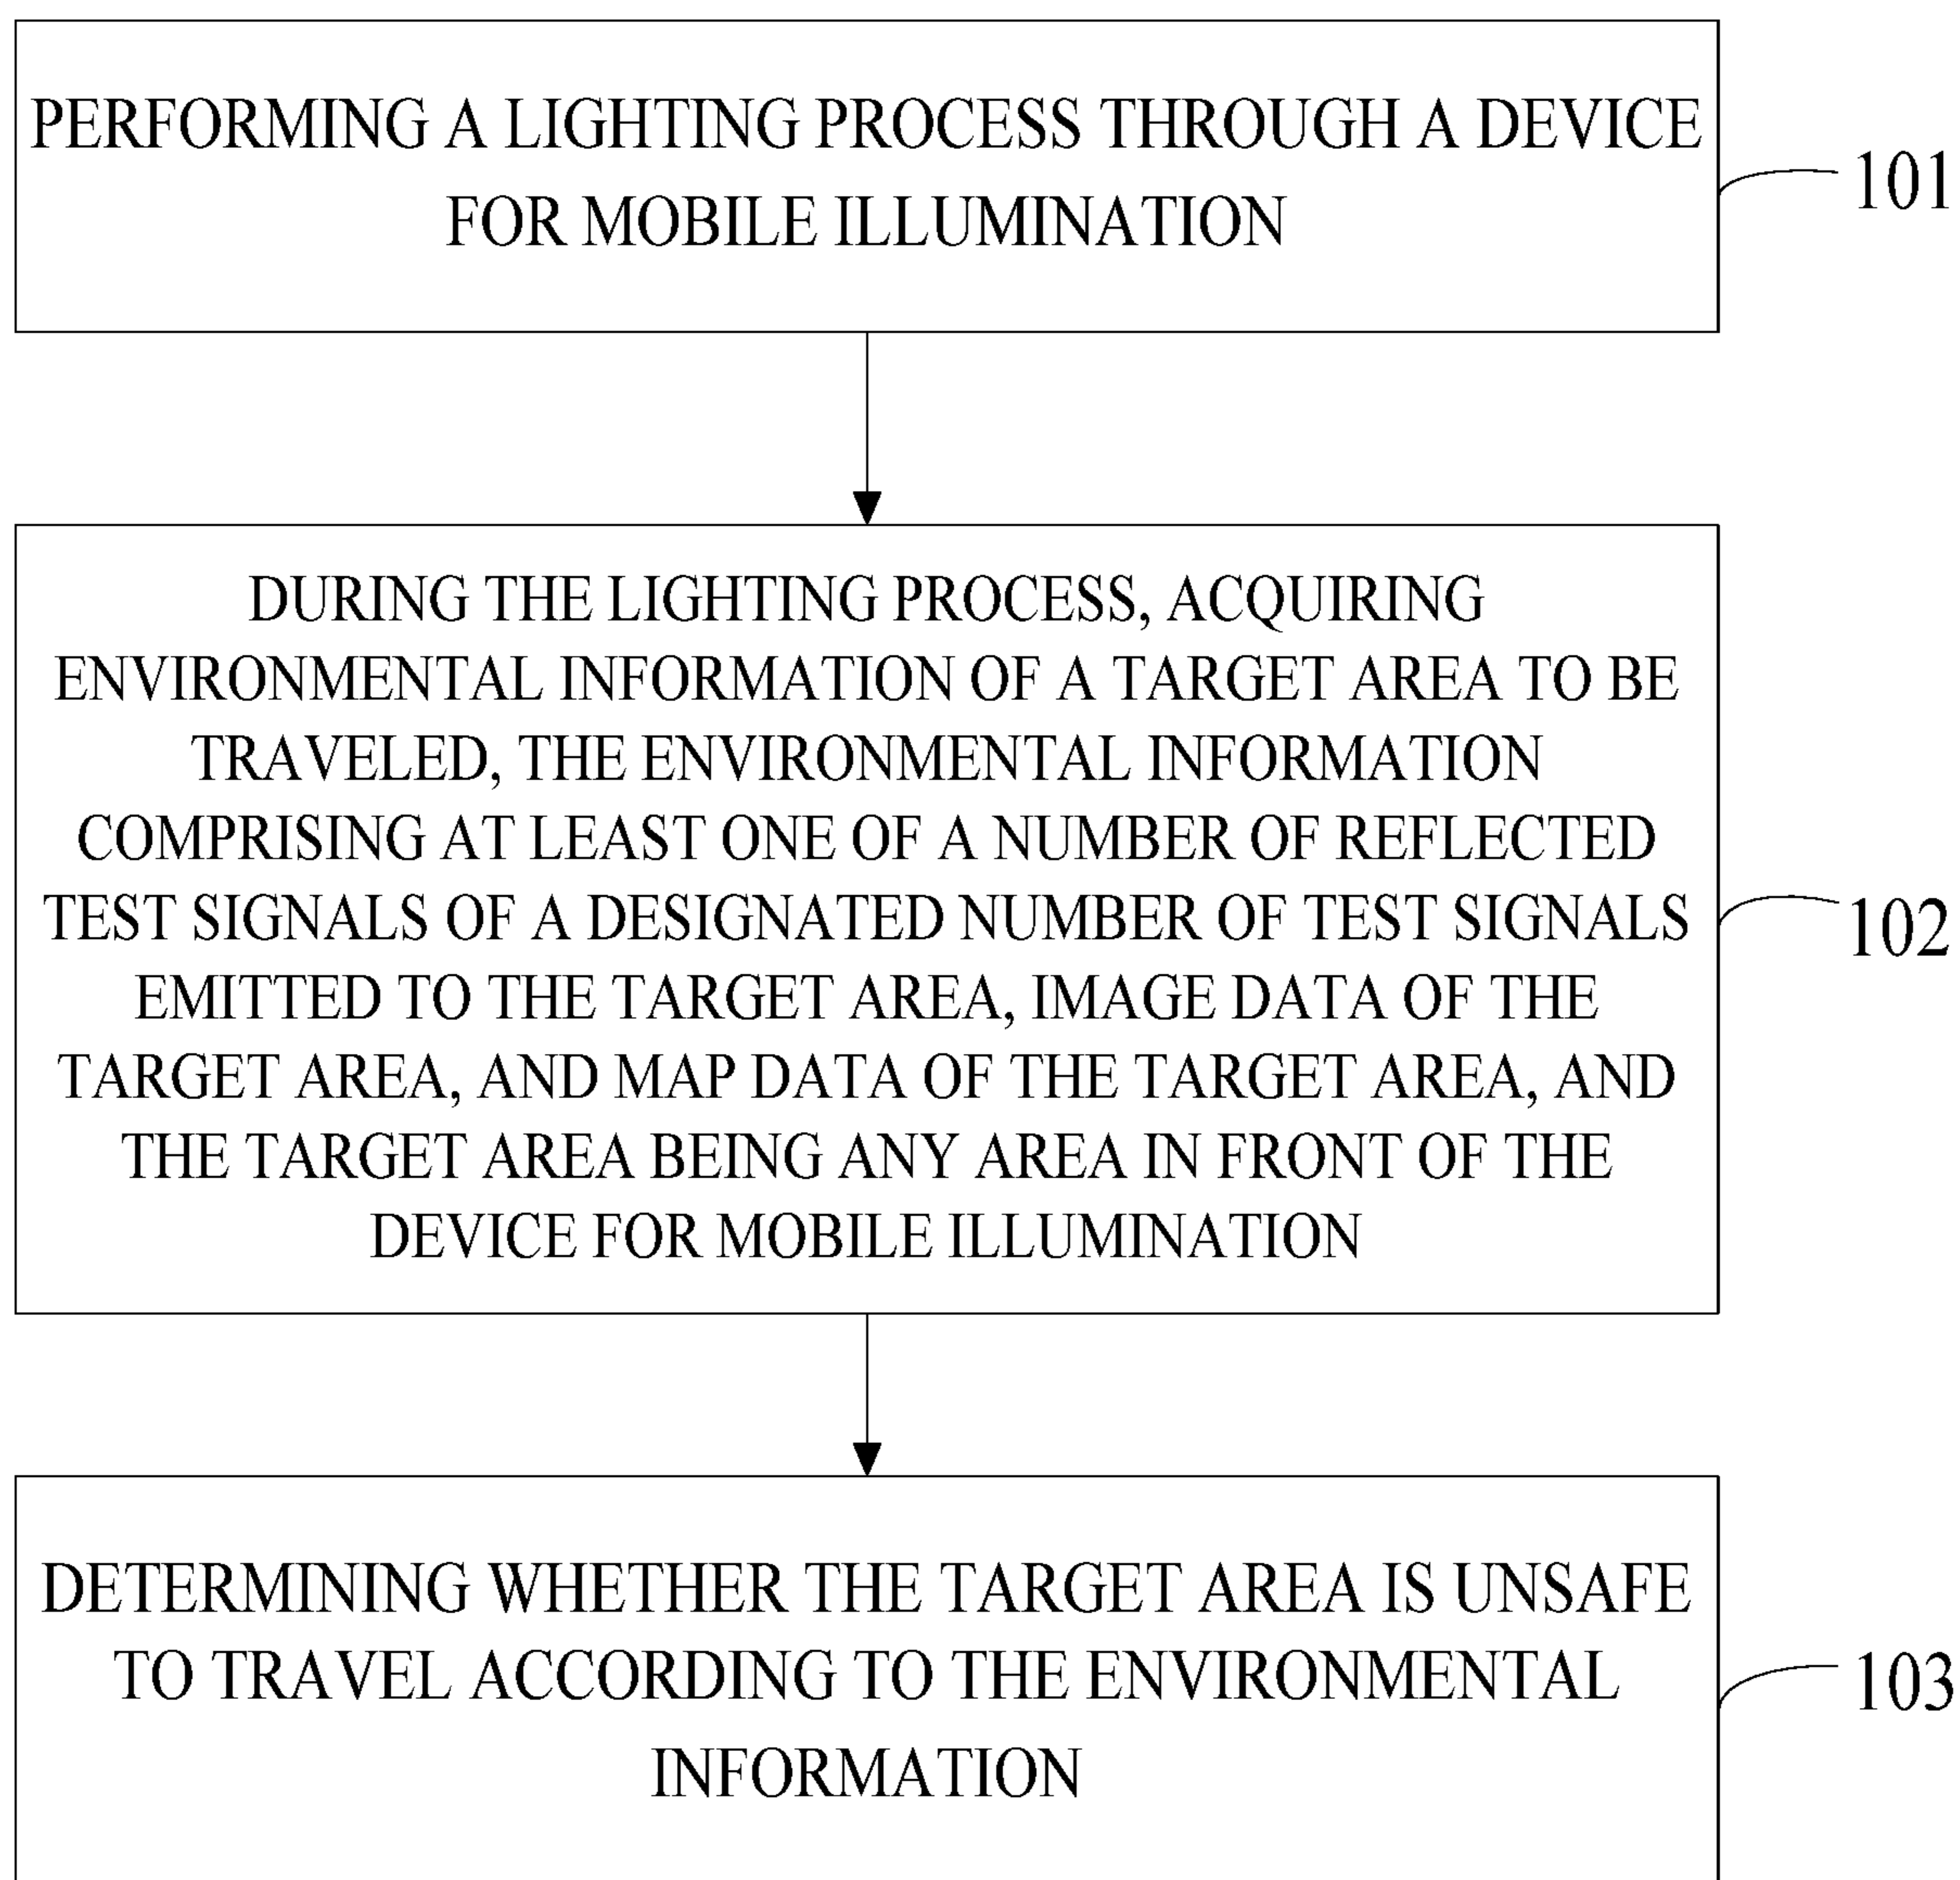 PERFORMING A LIGHTING PROCESS THROUGH A DEVICE
FOR MOBILE ILLUMINATION
101
DURING THE LIGHTING PROCESS, ACQUIRING
ENVIRONMENTAL INFORMATION OF A TARGET AREA TO BE
TRAVELED, THE ENVIRONMENTAL INFORMATION
COMPRISING AT LEAST ONE OF A NUMBER OF REFLECTED
TEST SIGNALS OF A DESIGNATED NUMBER OF TEST SIGNALS
EMITTED TO THE TARGET AREA, IMAGE DATA OF THE
TARGET AREA, AND MAP DATA OF THE TARGET AREA, AND
THE TARGET AREA BEING ANY AREA IN FRONT OF THE
DEVICE FOR MOBILE ILLUMINATION
102
DETERMINING WHETHER THE TARGET AREA IS UNSAFE
TO TRAVEL ACCORDING TO THE ENVIRONMENTAL
INFORMATION
103